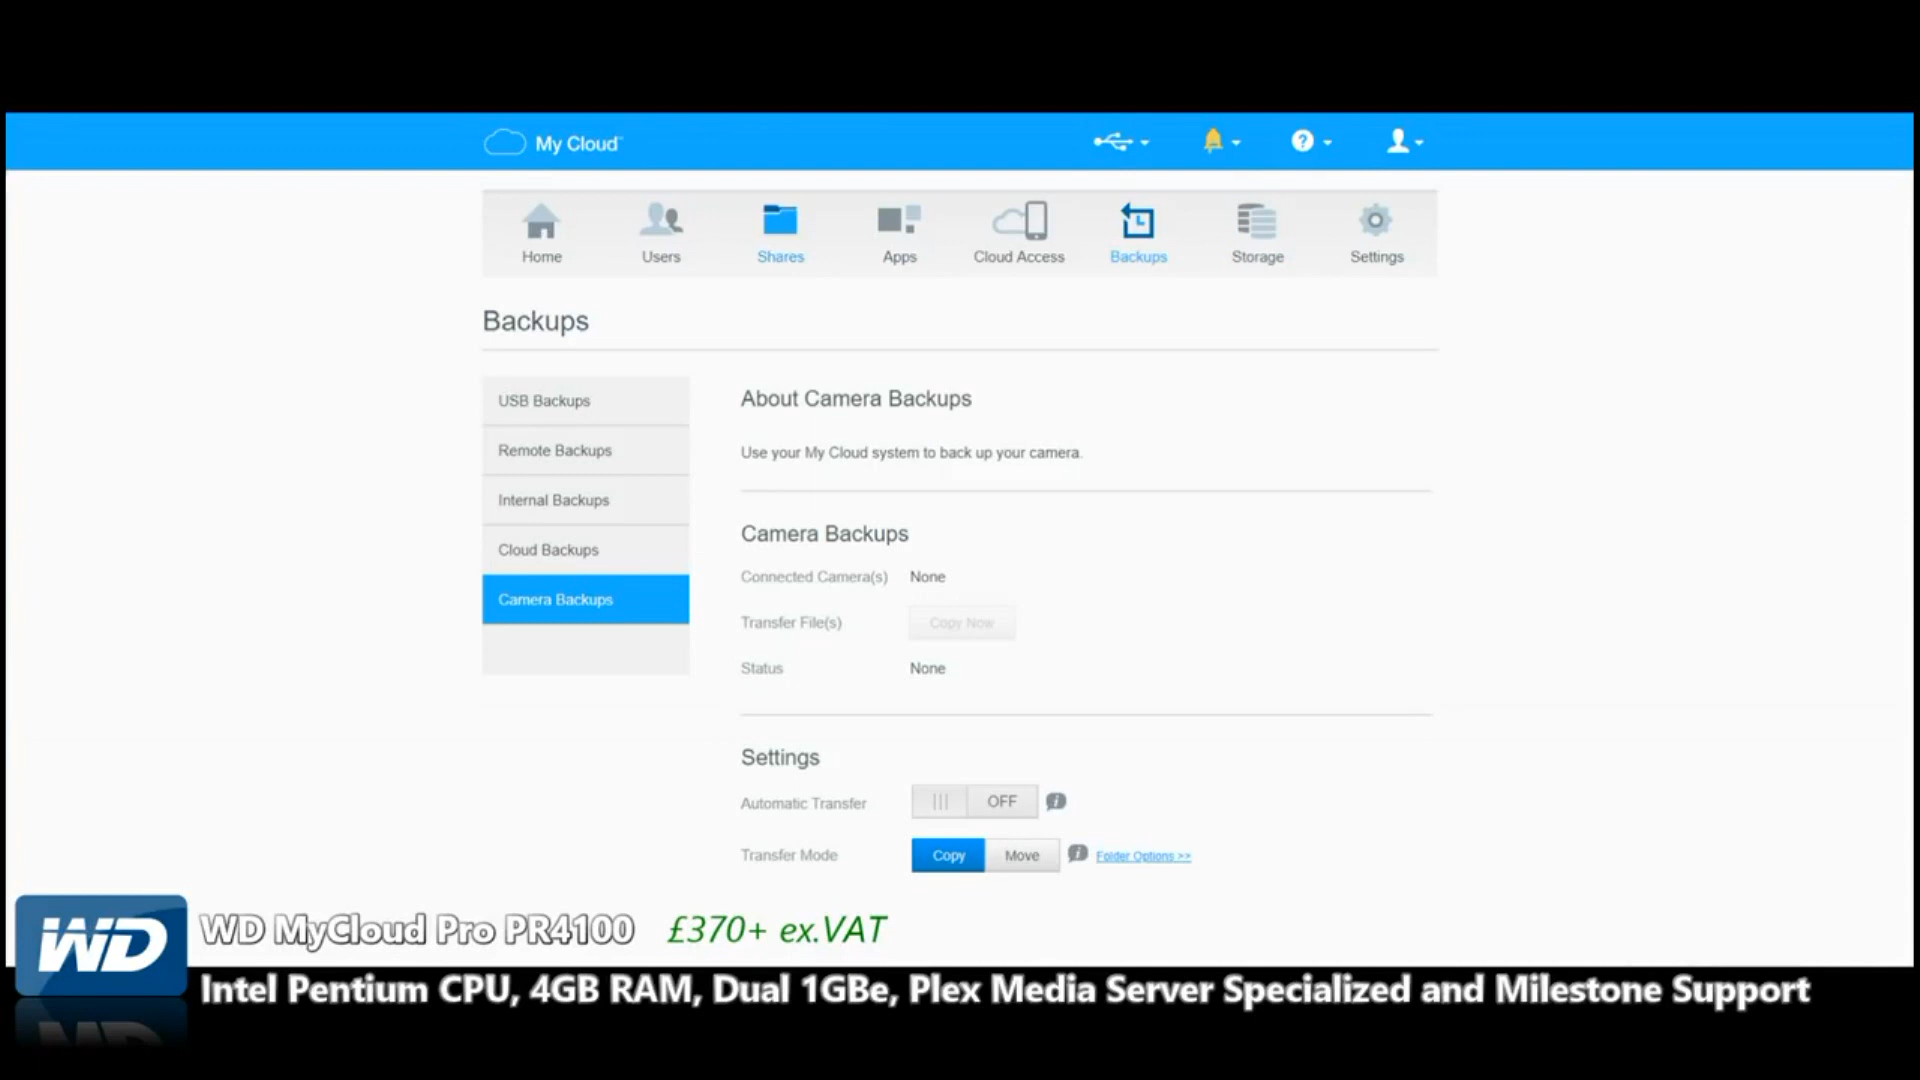 My Cloud™
Home Users Shares Apps Cloud Access Backups Storage Settings
Backups
USB Backups
Remote Backups
Internal Backups
Cloud Backups
Camera Backups
About Camera Backups
Use your My Cloud system to back up your camera.
Camera Backups
Connected Camera(s) None
Transfer File(s) Copy Now
Status None
Settings
Automatic Transfer OFF
Transfer Mode Copy Move Folder Options >>
WD
WD MyCloud Pro PR4100 £370+ ex.VAT
Intel Pentium CPU, 4GB RAM, Dual 1GBe, Plex Media Server Specialized and Milestone Support